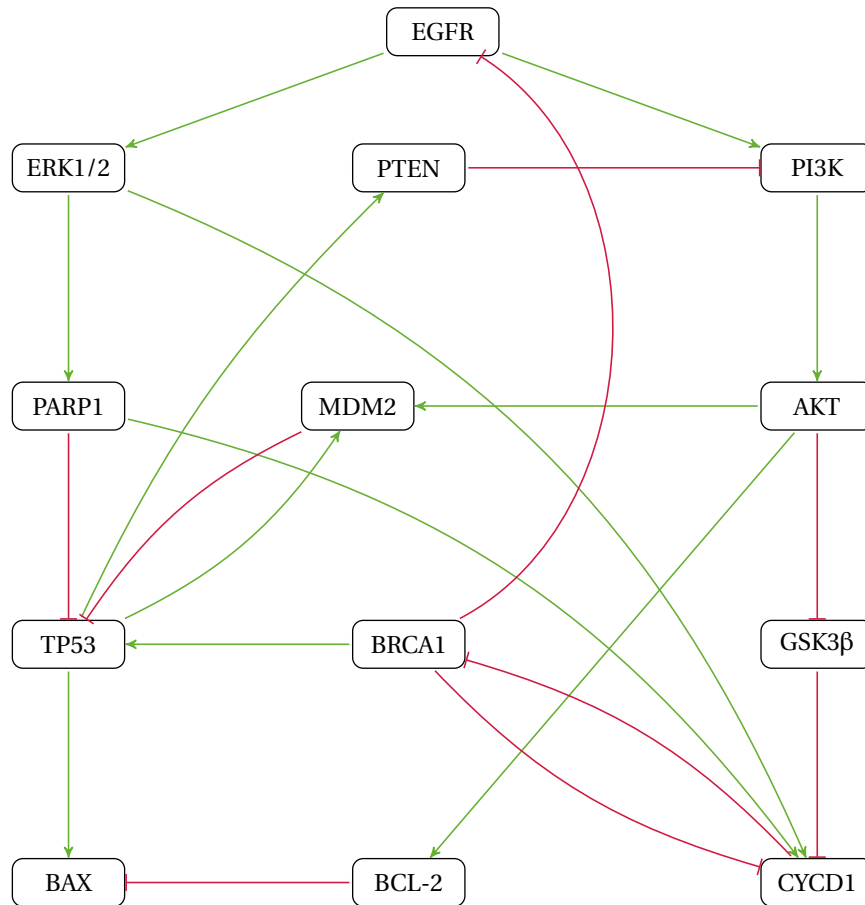 EGFR
ERK1/2
PTEN
PI3K
PARP1
MDM2
AKT
TP53
BRCA1
GSK3β
BAX
BCL-2
CYCD1